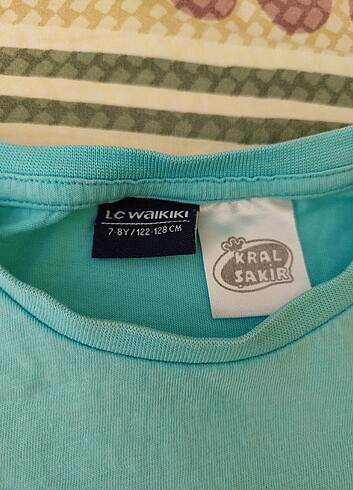 LC WAIKIKI
7-8Y/122-128 CM
KRAL
ŞAKİR